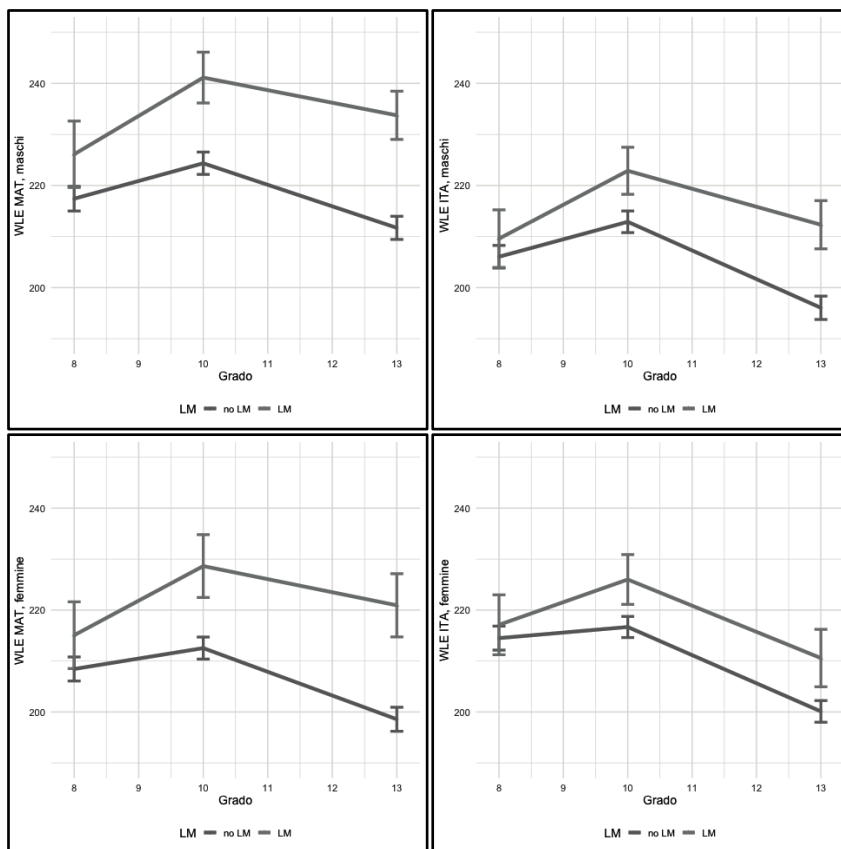 WLE MAT, maschi
240
220
200
8 9 10 11 12 13
Grado
LM no LM LM
WLE ITA, maschi
240
220
200
8 9 10 11 12 13
Grado
LM no LM LM
WLE MAT, femmine
240
220
200
8 9 10 11 12 13
Grado
LM no LM LM
WLE ITA, femmine
240
220
200
8 9 10 11 12 13
Grado
LM no LM LM